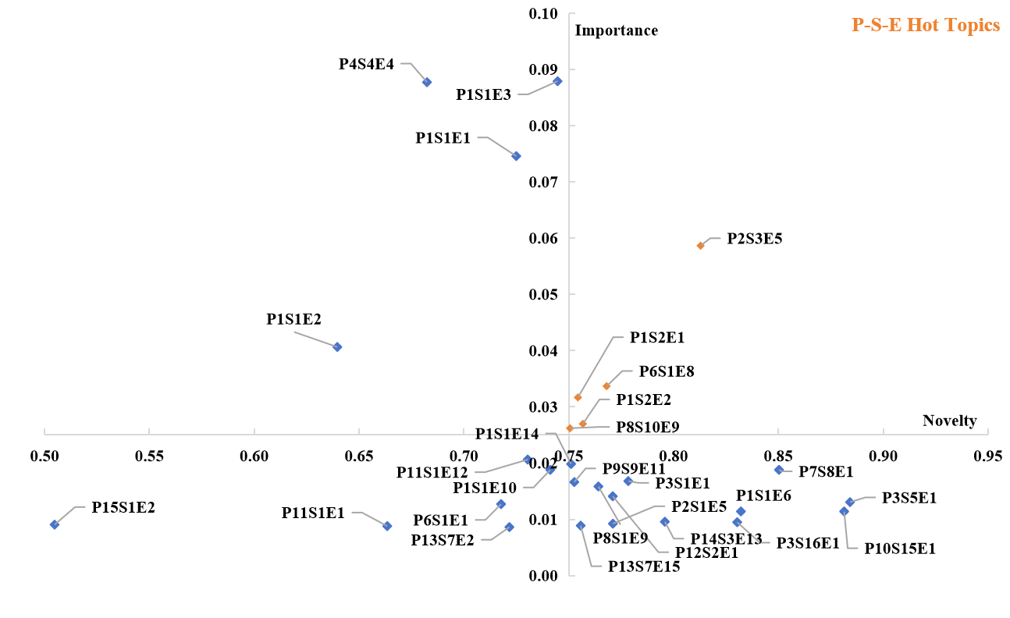 0.10
P-S-E Hot Topics
Importance
P4S4E4
0.09
P1S1E3
P1S1E1
0.08
0.07
0.06
P2S3E5
0.05
P1S1E2
P1S2E1
0.04
P6S1E8
P1S2E2
0.03
Novelty
P1S1E14
P8S10E9
0.50 0.55 0.60 0.65 0.70 0.75 0.80 0.85 0.90 0.95
0.02
P11S1E12
P9S9E11
P7S8E1
P1S1E10
P3S1E1
P1S1E6
P3S5E1
P15S1E2
P11S1E1
P6S1E1
P2S1E5
0.01
P13S7E2
P8S1E9
P14S3E13
P3S16E1
P10S15E1
P12S2E1
P13S7E15
0.00